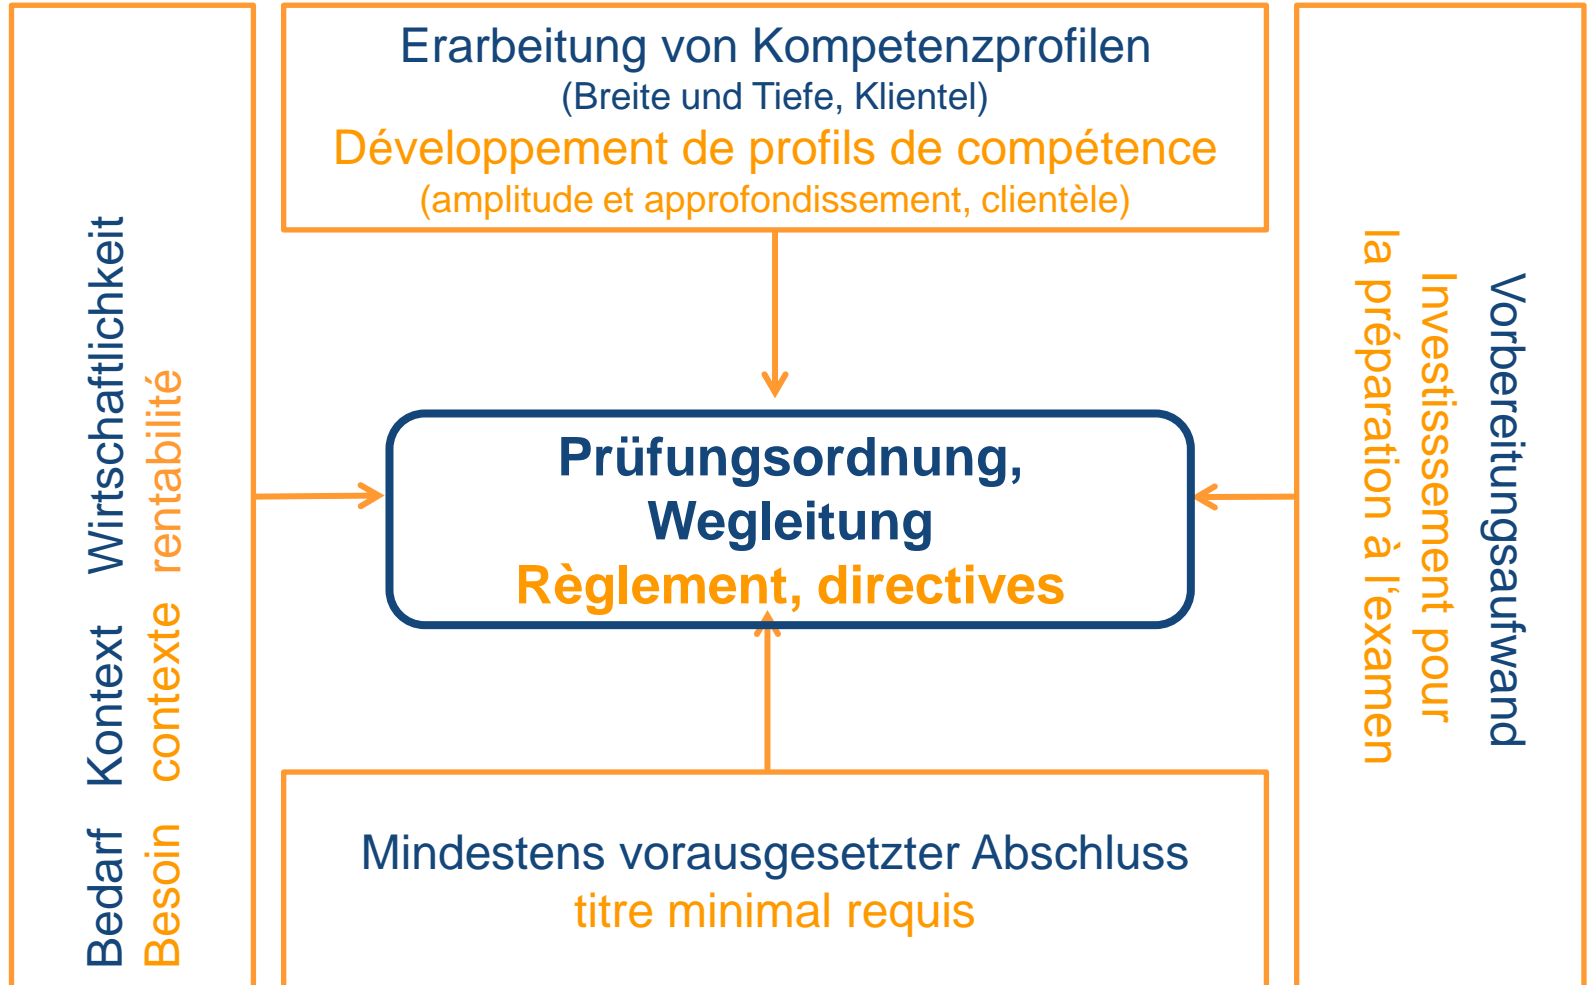 Erarbeitung von Kompetenzprofilen
(Breite und Tiefe, Klientel)
Développement de profils de compétence
(amplitude et approfondissement, clientèle)
Bedarf Kontext Wirtschaftlichkeit
Besoin contexte rentabilité
Prüfungsordnung,
Wegleitung
Règlement, directives
Vorbereitungsaufwand
Investisssement pour
la préparation à l‘examen
Mindestens vorausgesetzter Abschluss
titre minimal requis